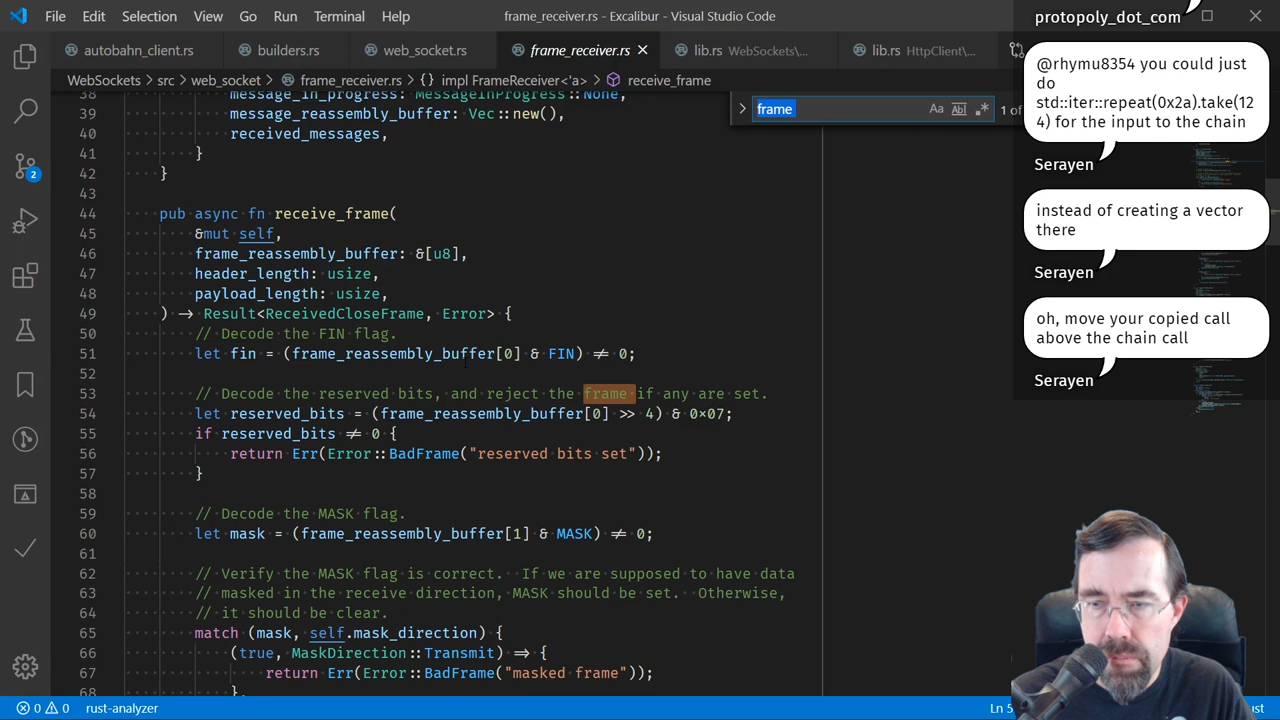 File Edit Selection View Go Run Terminal Help
frame_receiver.rs - Excalibur - Visual Studio Code
autobahn_client.rs builders.rs web_socket.rs frame_receiver.rs lib.rs WebSockets\... lib.rs HttpClient\...
WebSockets > src > web_socket > frame_receiver.rs > {} impl FrameReceiver<'a> > receive_frame
frame Aa Abl .* 1 of
38 message_in_progress: MessageInProgress::None,
39 message_reassembly_buffer: Vec::new(),
40 received_messages,
41 }
42 }
43
44 pub async fn receive_frame(
45 &mut self,
46 frame_reassembly_buffer: &[u8],
47 header_length: usize,
48 payload_length: usize,
49 ) → Result<ReceivedCloseFrame, Error> {
50 // Decode the FIN flag.
51 let fin = (frame_reassembly_buffer[0] & FIN) ≠ 0;
52
53 // Decode the reserved bits, and reject the frame if any are set.
54 let reserved_bits = (frame_reassembly_buffer[0] >> 4) & 0×07;
55 if reserved_bits ≠ 0 {
56 return Err(Error::BadFrame("reserved bits set"));
57 }
58
59 // Decode the MASK flag.
60 let mask = (frame_reassembly_buffer[1] & MASK) ≠ 0;
61
62 // Verify the MASK flag is correct. If we are supposed to have data
63 // masked in the receive direction, MASK should be set. Otherwise,
64 // it should be clear.
65 match (mask, self.mask_direction) {
66 (true, MaskDirection::Transmit) ⇒ {
67 return Err(Error::BadFrame("masked frame"));
68 },
protopoly_dot_com
@rhymu8354 you could just
do
std::iter::repeat(0x2a).take(12
4) for the input to the chain
Serayen
instead of creating a vector
there
Serayen
oh, move your copied call
above the chain call
Serayen
2
0 0 rust-analyzer